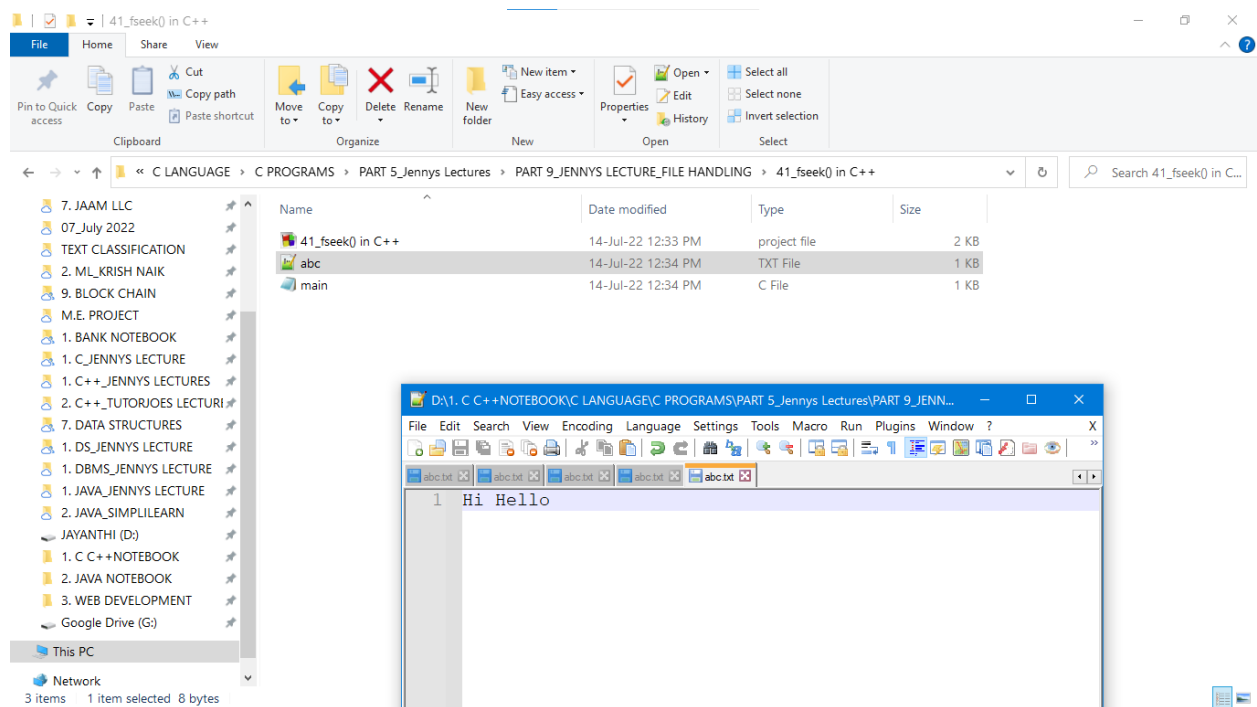 41_fseek() in C++
File Home Share View
Pin to Quick access
Copy
Paste
Cut
Copy path
Paste shortcut
Clipboard
Move to
Copy to
Delete
Rename
Organize
New folder
New item
Easy access
New
Properties
Open
Edit
History
Open
Select all
Select none
Invert selection
Select
« C LANGUAGE > C PROGRAMS > PART 5_Jennys Lectures > PART 9_JENNYS LECTURE_FILE HANDLING > 41_fseek() in C++
Search 41_fseek() in C...
7. JAAM LLC
07_July 2022
TEXT CLASSIFICATION
2. ML_KRISH NAIK
9. BLOCK CHAIN
M.E. PROJECT
1. BANK NOTEBOOK
1. C_JENNYS LECTURE
1. C++_JENNYS LECTURES
2. C++_TUTORJOES LECTURI
7. DATA STRUCTURES
1. DS_JENNYS LECTURE
1. DBMS_JENNYS LECTURE
1. JAVA_JENNYS LECTURE
2. JAVA_SIMPLILEARN
JAYANTHI (D:)
1. C C++NOTEBOOK
2. JAVA NOTEBOOK
3. WEB DEVELOPMENT
Google Drive (G:)
This PC
Network
Name Date modified Type Size
41_fseek() in C++ 14-Jul-22 12:33 PM project file 2 KB
abc 14-Jul-22 12:34 PM TXT File 1 KB
main 14-Jul-22 12:34 PM C File 1 KB
D:\1. C C++NOTEBOOK\C LANGUAGE\C PROGRAMS\PART 5_Jennys Lectures\PART 9_JENN...
File Edit Search View Encoding Language Settings Tools Macro Run Plugins Window ? X
abc.txt abc.txt abc.txt abc.txt abc.txt
1 Hi Hello
3 items 1 item selected 8 bytes